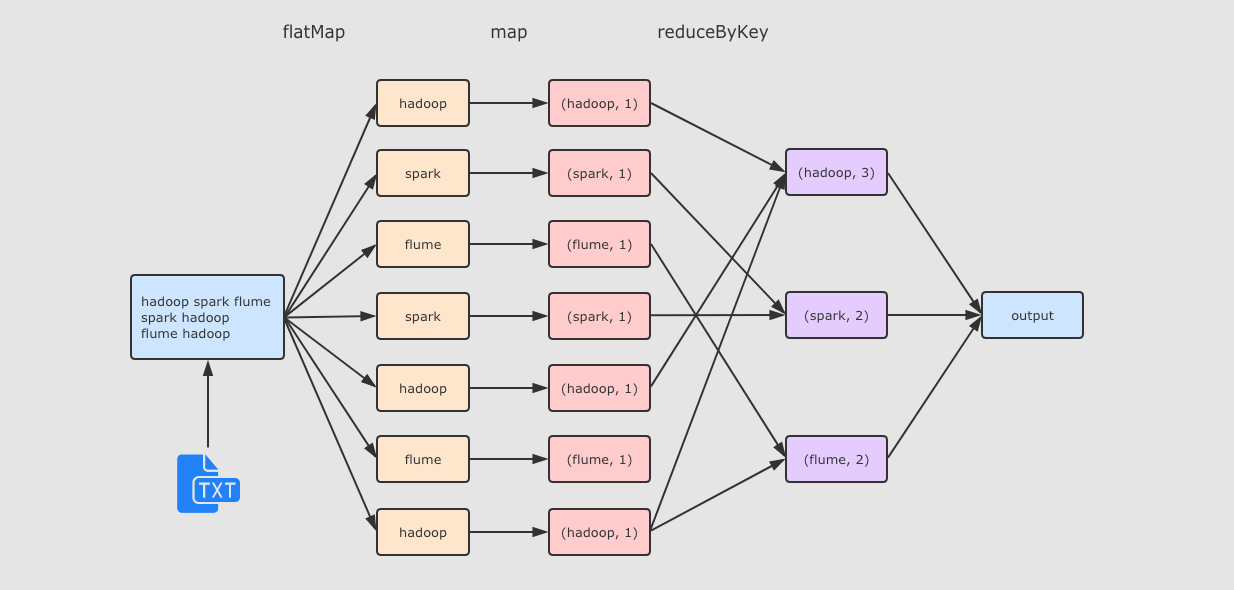 flatMap
map
reduceByKey
hadoop
(hadoop, 1)
spark
(spark, 1)
(hadoop, 3)
flume
(flume, 1)
hadoop spark flume
spark hadoop
flume hadoop
spark
(spark, 1)
(spark, 2)
output
hadoop
(hadoop, 1)
flume
(flume, 1)
(flume, 2)
TXT
hadoop
(hadoop, 1)